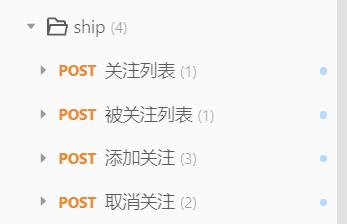 ship (4)
POST 关注列表 (1)
POST 被关注列表 (1)
POST 添加关注 (3)
POST 取消关注 (2)